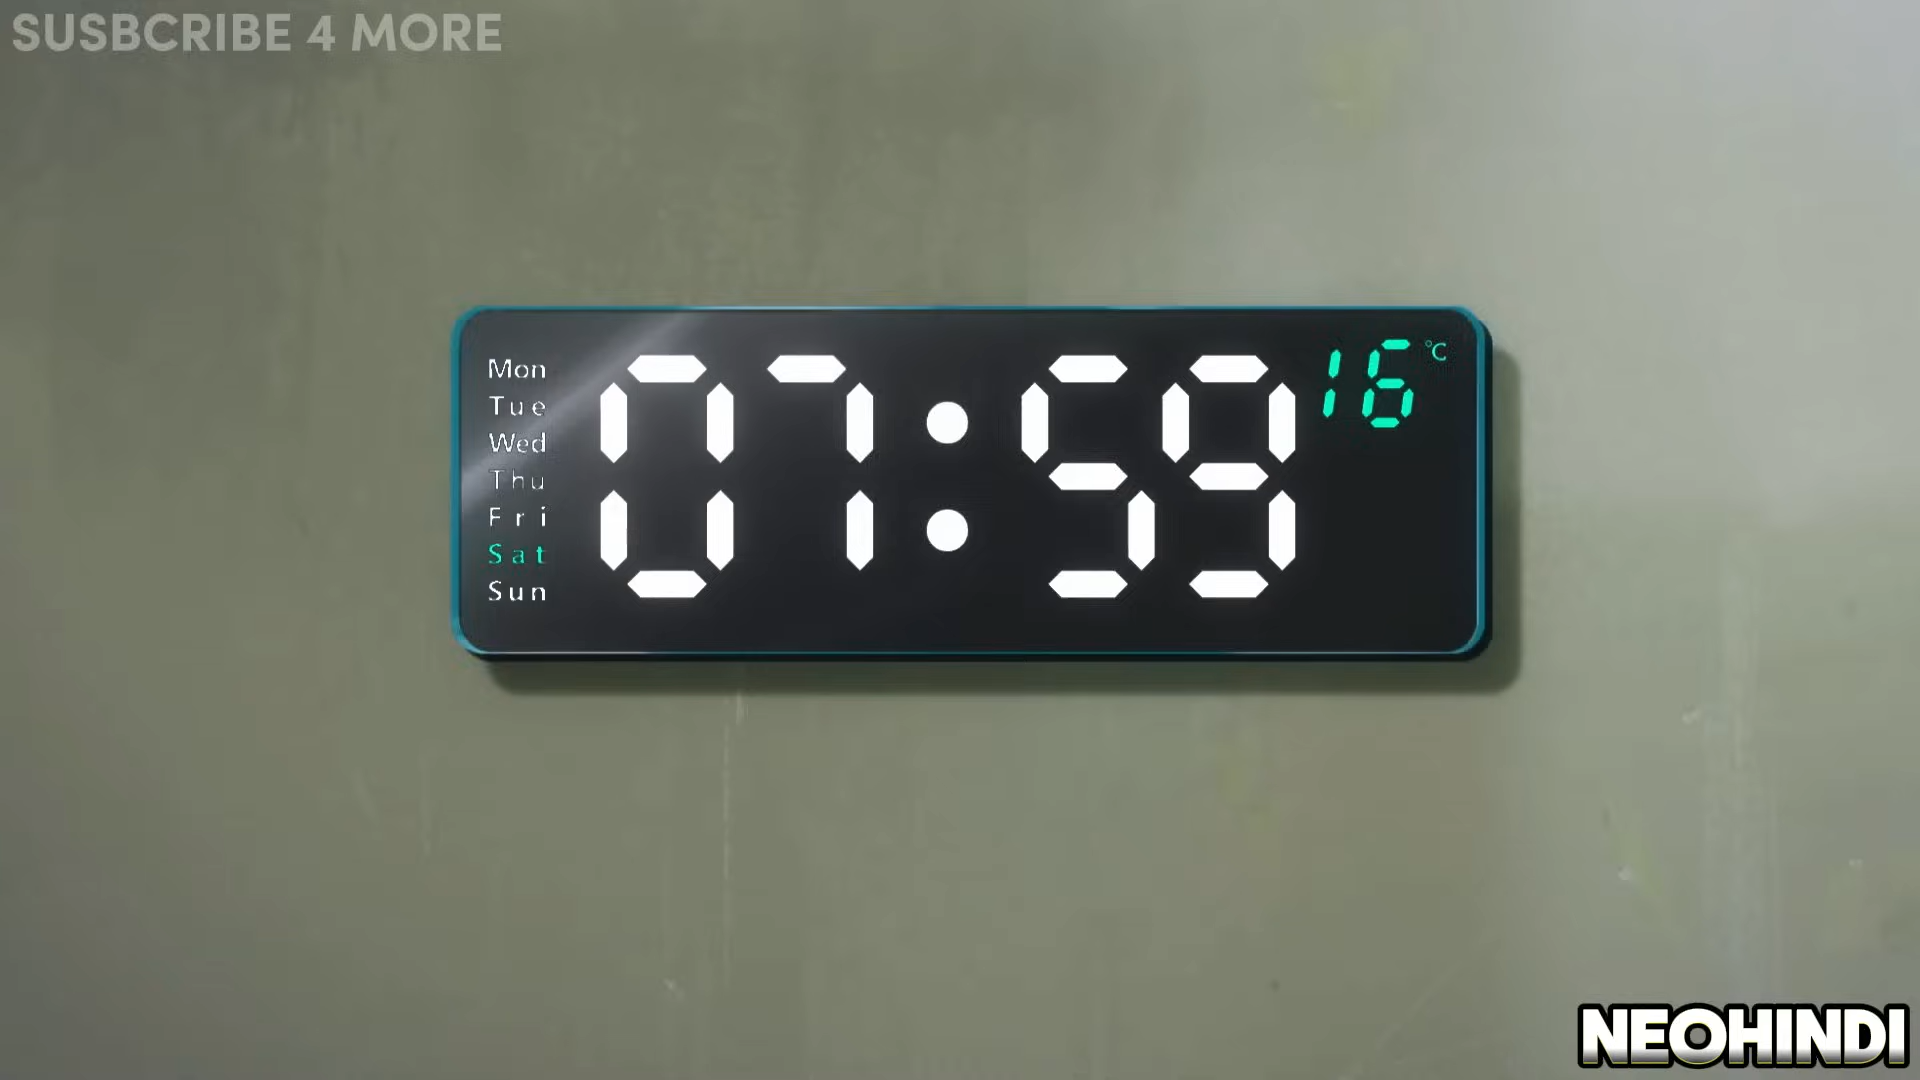 SUSBCRIBE 4 MORE
Mon
Tue
Wed
Thu
Fri
Sat
Sun
07:59
16 °C
NEOHINDI